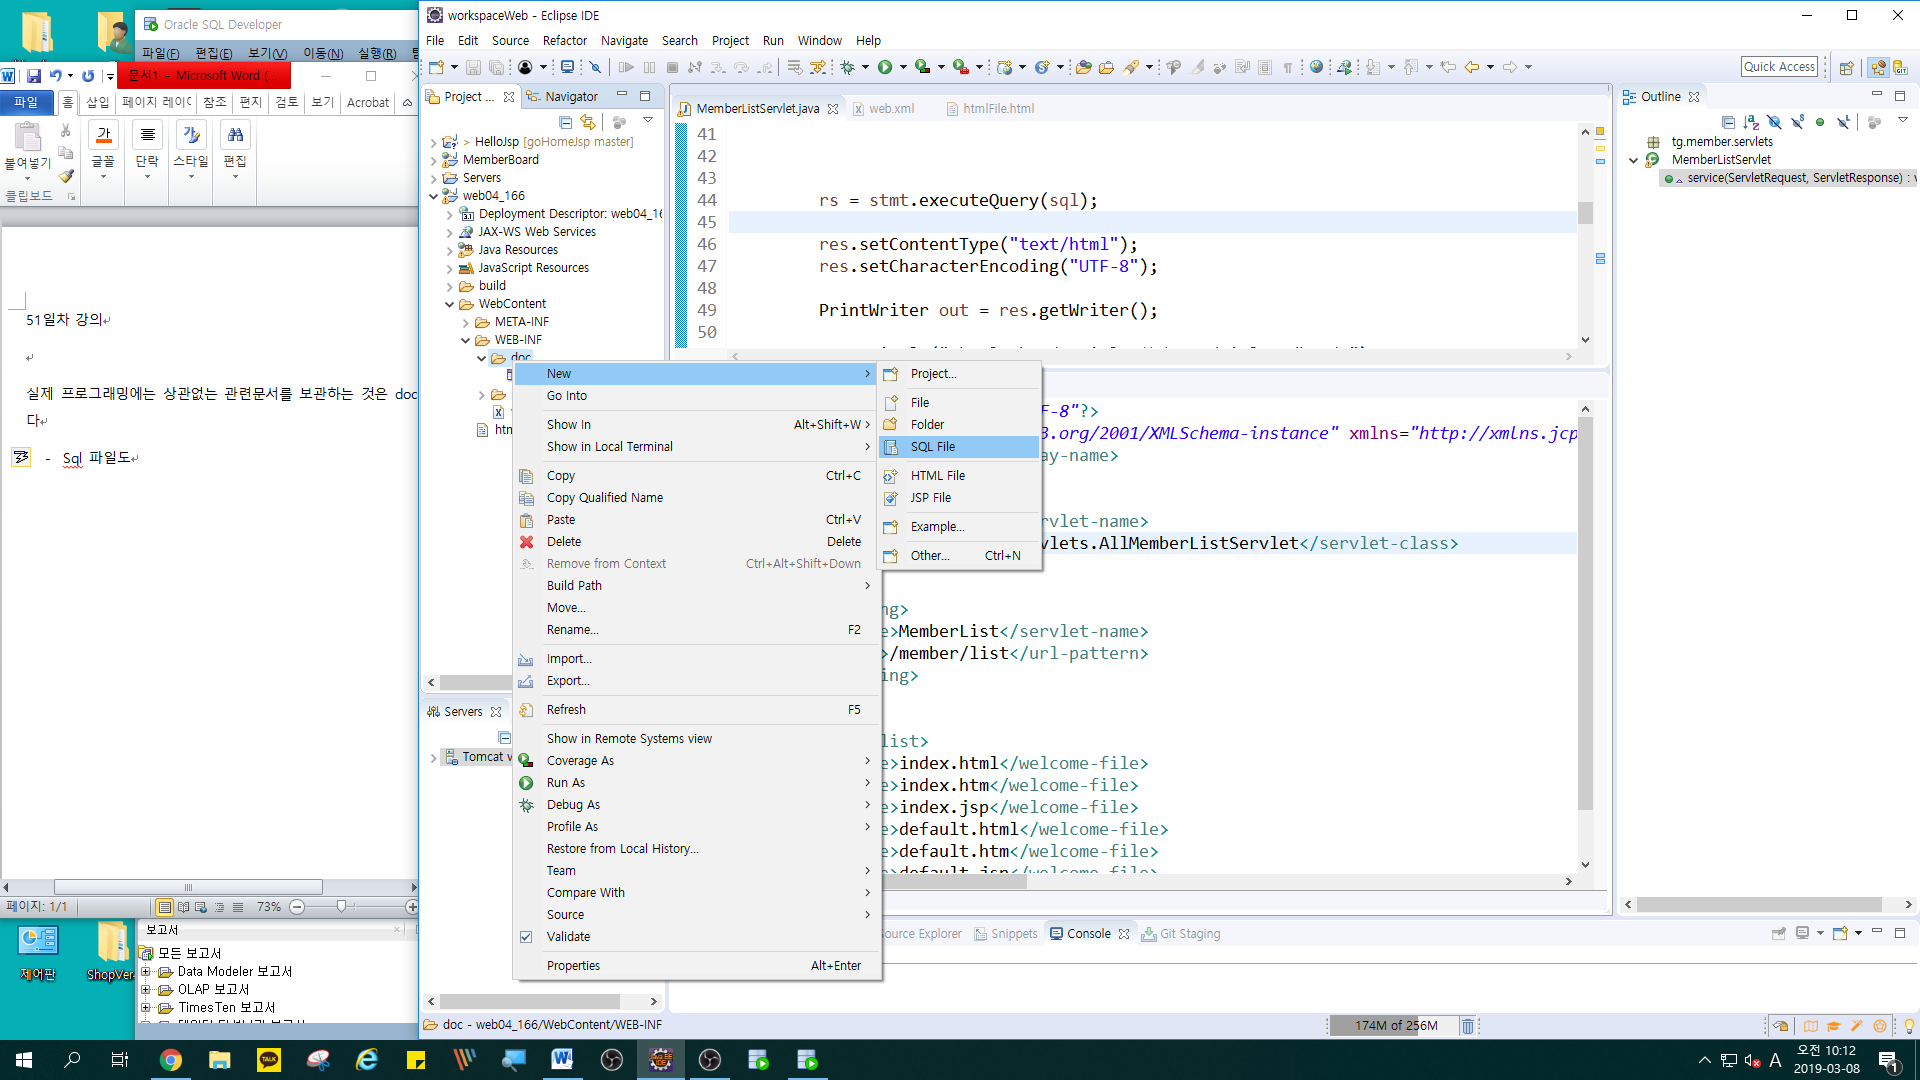 Oracle SQL Developer
파일(F) 편집(E) 보기(V) 이동(N) 실행(R)
문서1 - Microsoft Word (...
파일 홈 삽입 페이지 레이 참조 편지 검토 보기 Acrobat
붙여넣기 글꼴 단락 스타일 편집
클립보드
51일차 강의
실제 프로그래밍에는 상관없는 관련문서를 보관하는 것은 doc
다
- Sql 파일도
페이지: 1/1 73%
보고서
모든 보고서
Data Modeler 보고서
OLAP 보고서
TimesTen 보고서
제어판 ShopVer
workspaceWeb - Eclipse IDE
File Edit Source Refactor Navigate Search Project Run Window Help
Quick Access
Project ... Navigator
> HelloJsp [goHomeJsp master]
MemberBoard
Servers
web04_166
Deployment Descriptor: web04_16
JAX-WS Web Services
Java Resources
JavaScript Resources
build
WebContent
META-INF
WEB-INF
doc
htm
Servers
Tomcat v
New
Go Into
Show In Alt+Shift+W
Show in Local Terminal
Copy Ctrl+C
Copy Qualified Name
Paste Ctrl+V
Delete Delete
Remove from Context Ctrl+Alt+Shift+Down
Build Path
Move...
Rename... F2
Import...
Export...
Refresh F5
Show in Remote Systems view
Coverage As
Run As
Debug As
Profile As
Restore from Local History...
Team
Compare With
Source
Validate
Properties Alt+Enter
Project...
File
Folder
SQL File
HTML File
JSP File
Example...
Other... Ctrl+N
MemberListServlet.java web.xml htmlFile.html
41
42
43
44 rs = stmt.executeQuery(sql);
45
46 res.setContentType("text/html");
47 res.setCharacterEncoding("UTF-8");
48
49 PrintWriter out = res.getWriter();
50
F-8"?>
3.org/2001/XMLSchema-instance" xmlns="http://xmlns.jcp
ay-name>
rvlet-name>
vlets.AllMemberListServlet</servlet-class>
ng>
e>MemberList</servlet-name>
>/member/list</url-pattern>
ing>
list>
e>index.html</welcome-file>
e>index.htm</welcome-file>
e>index.jsp</welcome-file>
e>default.html</welcome-file>
e>default.htm</welcome-file>
e>default.jsp</welcome-file>
Source Explorer Snippets Console Git Staging
Outline
tg.member.servlets
MemberListServlet
service(ServletRequest, ServletResponse) : v
doc - web04_166/WebContent/WEB-INF
174M of 256M
A 오전 10:12
2019-03-08
1